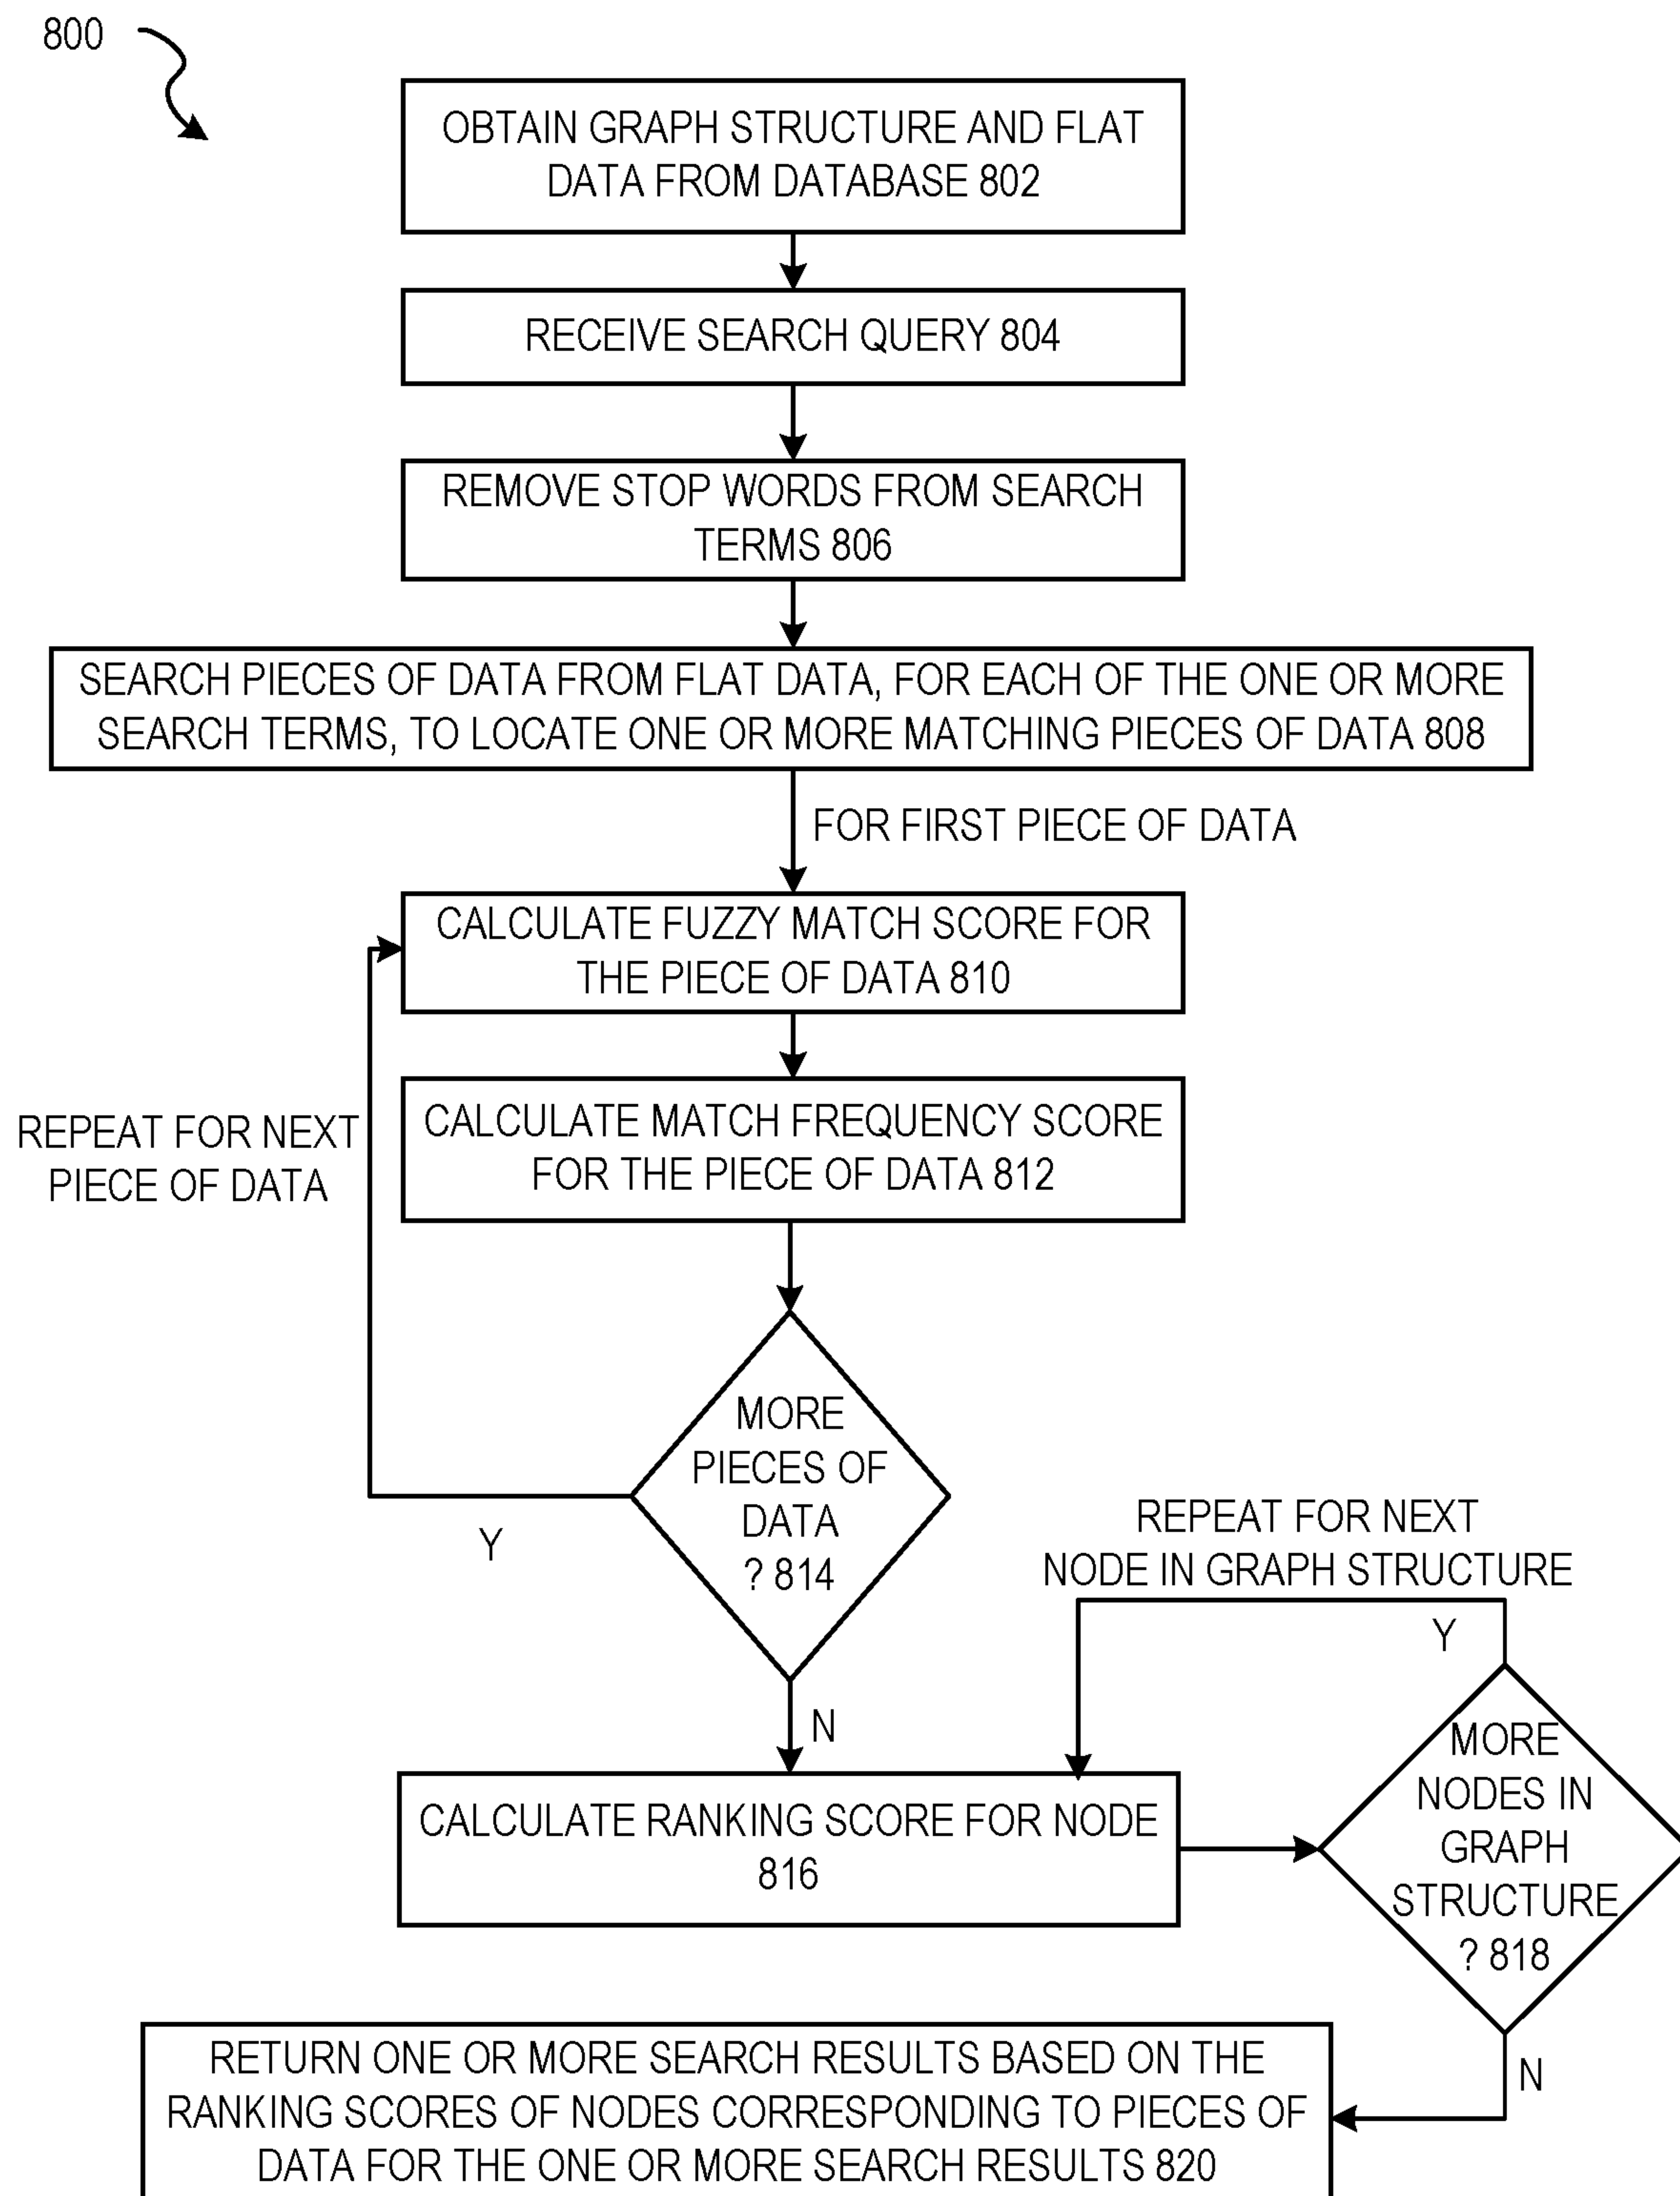 800
OBTAIN GRAPH STRUCTURE AND FLAT
DATA FROM DATABASE 802
RECEIVE SEARCH QUERY 804
REMOVE STOP WORDS FROM SEARCH
TERMS 806
SEARCH PIECES OF DATA FROM FLAT DATA, FOR EACH OF THE ONE OR MORE
SEARCH TERMS, TO LOCATE ONE OR MORE MATCHING PIECES OF DATA 808
FOR FIRST PIECE OF DATA
CALCULATE FUZZY MATCH SCORE FOR
THE PIECE OF DATA 810
CALCULATE MATCH FREQUENCY SCORE
FOR THE PIECE OF DATA 812
REPEAT FOR NEXT
PIECE OF DATA
MORE
PIECES OF
DATA
? 814
Y
N
REPEAT FOR NEXT
NODE IN GRAPH STRUCTURE
Y
CALCULATE RANKING SCORE FOR NODE
816
MORE
NODES IN
GRAPH
STRUCTURE
? 818
N
RETURN ONE OR MORE SEARCH RESULTS BASED ON THE
RANKING SCORES OF NODES CORRESPONDING TO PIECES OF
DATA FOR THE ONE OR MORE SEARCH RESULTS 820